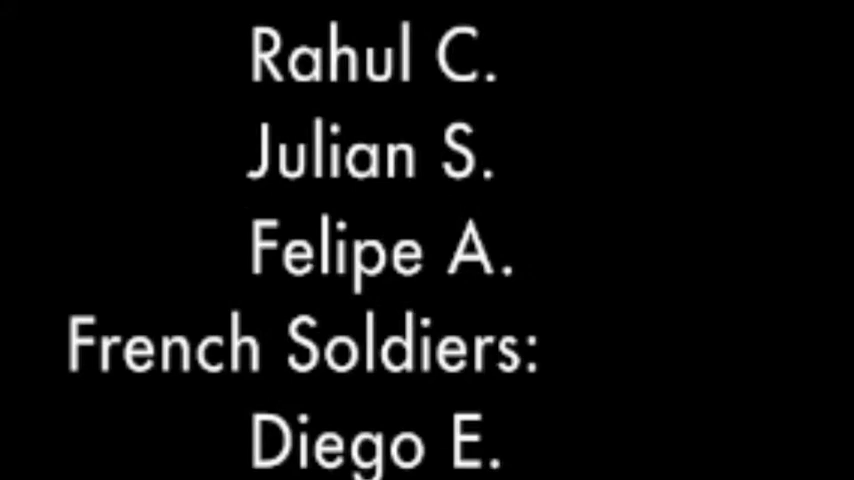 Rahul C.
Julian S.
Felipe A.
French Soldiers:
Diego E.